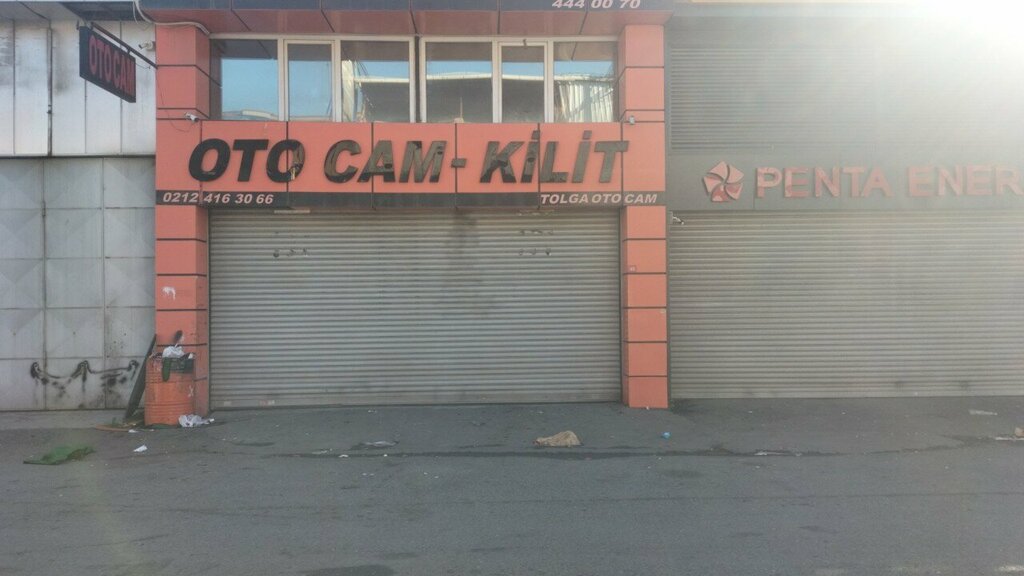 444 00 70
OTO CAM
OTO CAM - KİLİT
0212 416 30 66
TOLGA OTO CAM
PENTA ENER